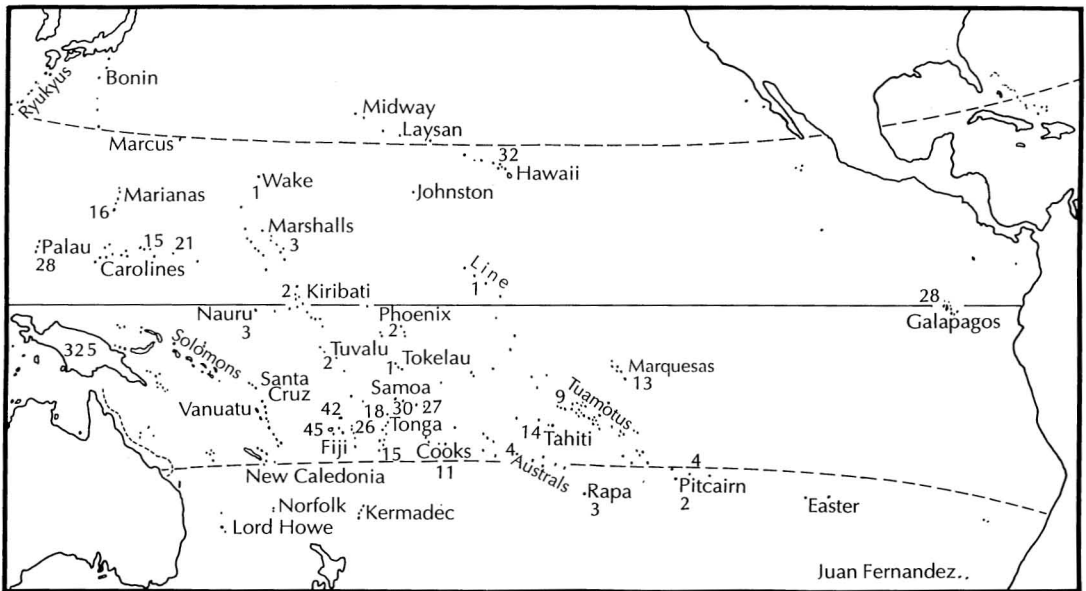 Ryukyus
Bonin
Midway
Laysan
Marcus
32
Hawaii
Wake
1
Johnston
Marianas
16
Marshalls
3
Palau
28
15 21
Carolines
Line
1
2 Kiribati
28
Galapagos
Nauru
3
Phoenix
2
325
Solomons
Tuvalu
2
Tokelau
1
Marquesas
13
Santa
Cruz
Samoa
Tuamotus
9
Vanuatu
42
18 30 27
45
26 Tonga
14 Tahiti
Fiji
15
Cooks
11
4
Australs
4
New Caledonia
Pitcairn
2
Rapa
3
Easter
Norfolk
Lord Howe
Kermadec
Juan Fernandez